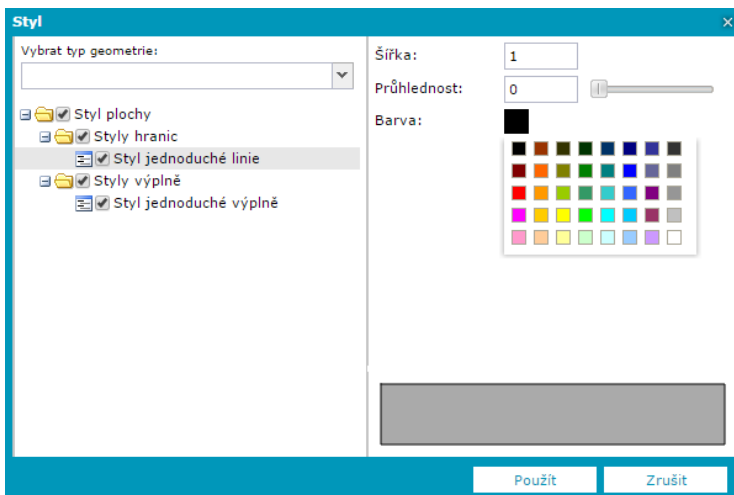 Styl
Vybrat typ geometrie:
Styl plochy
Styly hranic
Styl jednoduché linie
Styly výplně
Styl jednoduché výplně
Šířka:
1
Průhlednost:
0
Barva:
Použít
Zrušit